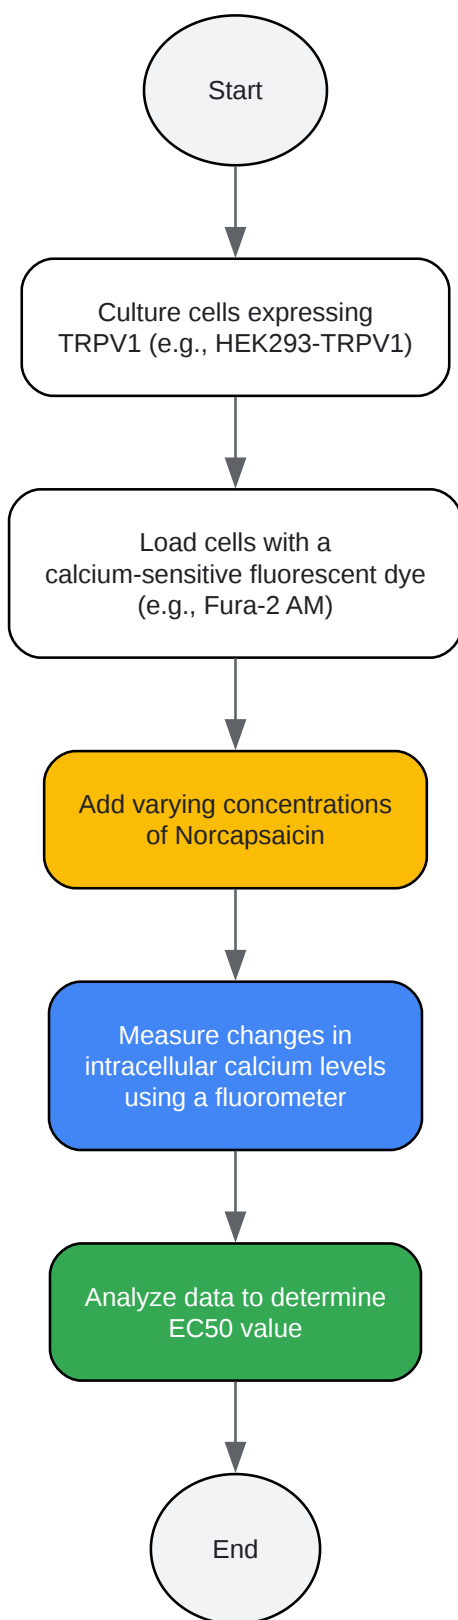 Start
Culture cells expressing
TRPV1 (e.g., HEK293-TRPV1)
Load cells with a
calcium-sensitive fluorescent dye
(e.g., Fura-2 AM)
Add varying concentrations
of Norcapsaicin
Measure changes in
intracellular calcium levels
using a fluorometer
Analyze data to determine
EC50 value
End